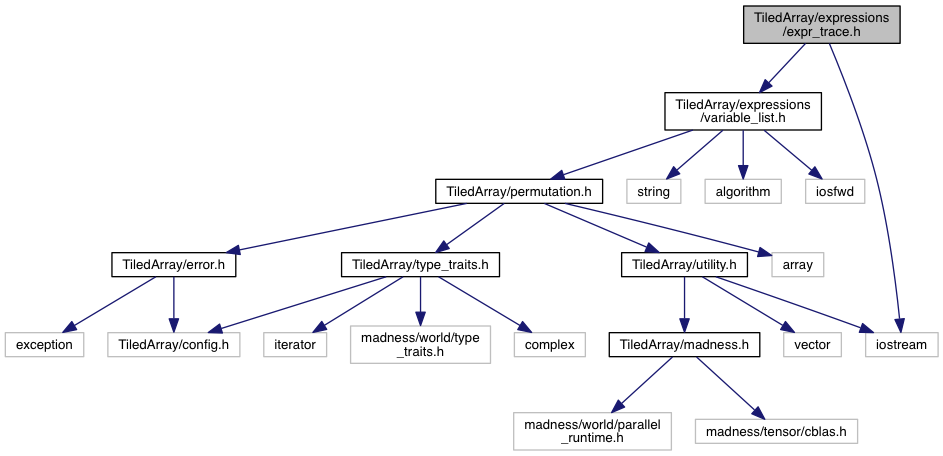 TiledArray/expressions
/expr_trace.h
TiledArray/expressions
/variable_list.h
TiledArray/permutation.h
string
algorithm
iosfwd
TiledArray/error.h
TiledArray/type_traits.h
TiledArray/utility.h
array
exception
TiledArray/config.h
iterator
madness/world/type
_traits.h
complex
TiledArray/madness.h
vector
iostream
madness/world/parallel
_runtime.h
madness/tensor/cblas.h